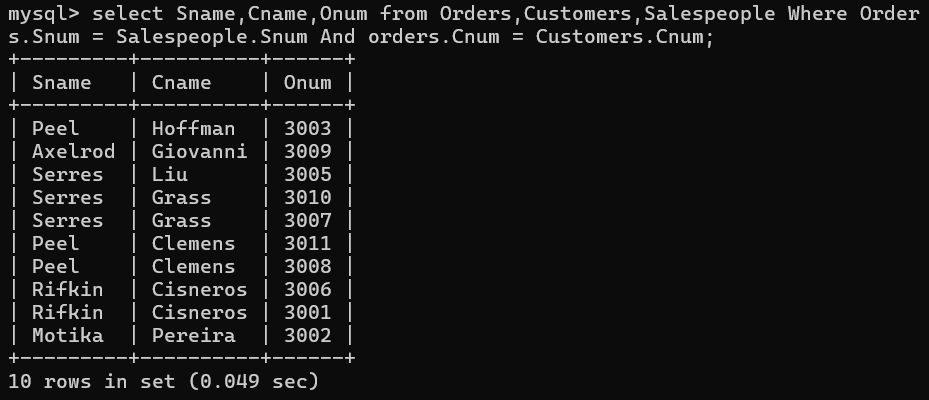 mysql> select Sname,Cname,Onum from Orders,Customers,Salespeople Where Order
s.Snum = Salespeople.Snum And orders.Cnum = Customers.Cnum;
+---------+----------+------+
| Sname   | Cname    | Onum |
+---------+----------+------+
| Peel    | Hoffman  | 3003 |
| Axelrod | Giovanni | 3009 |
| Serres  | Liu      | 3005 |
| Serres  | Grass    | 3010 |
| Serres  | Grass    | 3007 |
| Peel    | Clemens  | 3011 |
| Peel    | Clemens  | 3008 |
| Rifkin  | Cisneros | 3006 |
| Rifkin  | Cisneros | 3001 |
| Motika  | Pereira  | 3002 |
+---------+----------+------+
10 rows in set (0.049 sec)